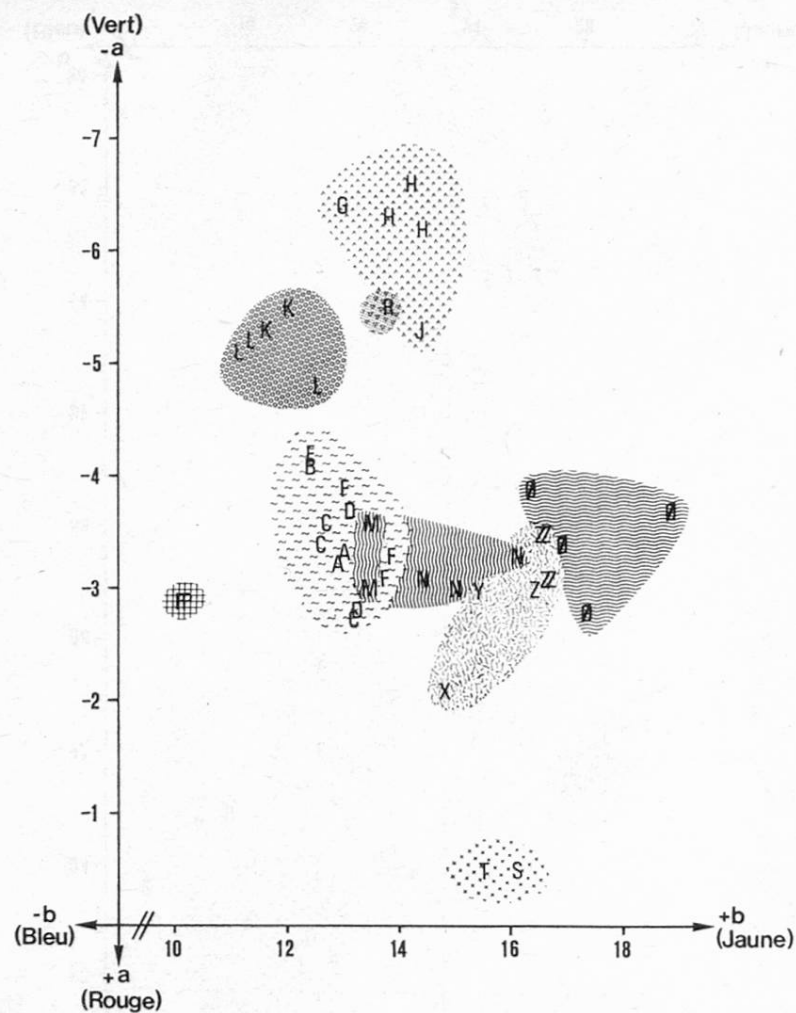 (Vert)
-a
-7
H
G
H
H
-6
K
R
K
J
L
L
-5
L
E
B
-4
F
Ø
D
Ø
C
M
Z
C
A
F
N
Ø
A
F
N
Z
-3
M
N
Y
Z
P
D
Ø
C
X
-2
-1
T S
-b
(Bleu)
10 12 14 16 18
+b
(Jaune)
+a
(Rouge)